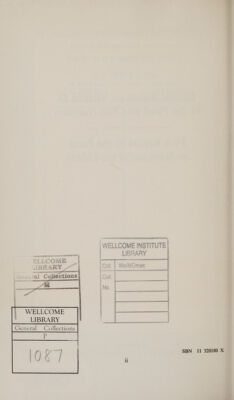 WELLCOME INSTITUTE
LIBRARY
Coll. WelMOmec
Call
No.
WELLCOME
LIBRARY
General Collections
M
WELLCOME
LIBRARY
General Collections
P
1087
ii
SBN 11 320180 X